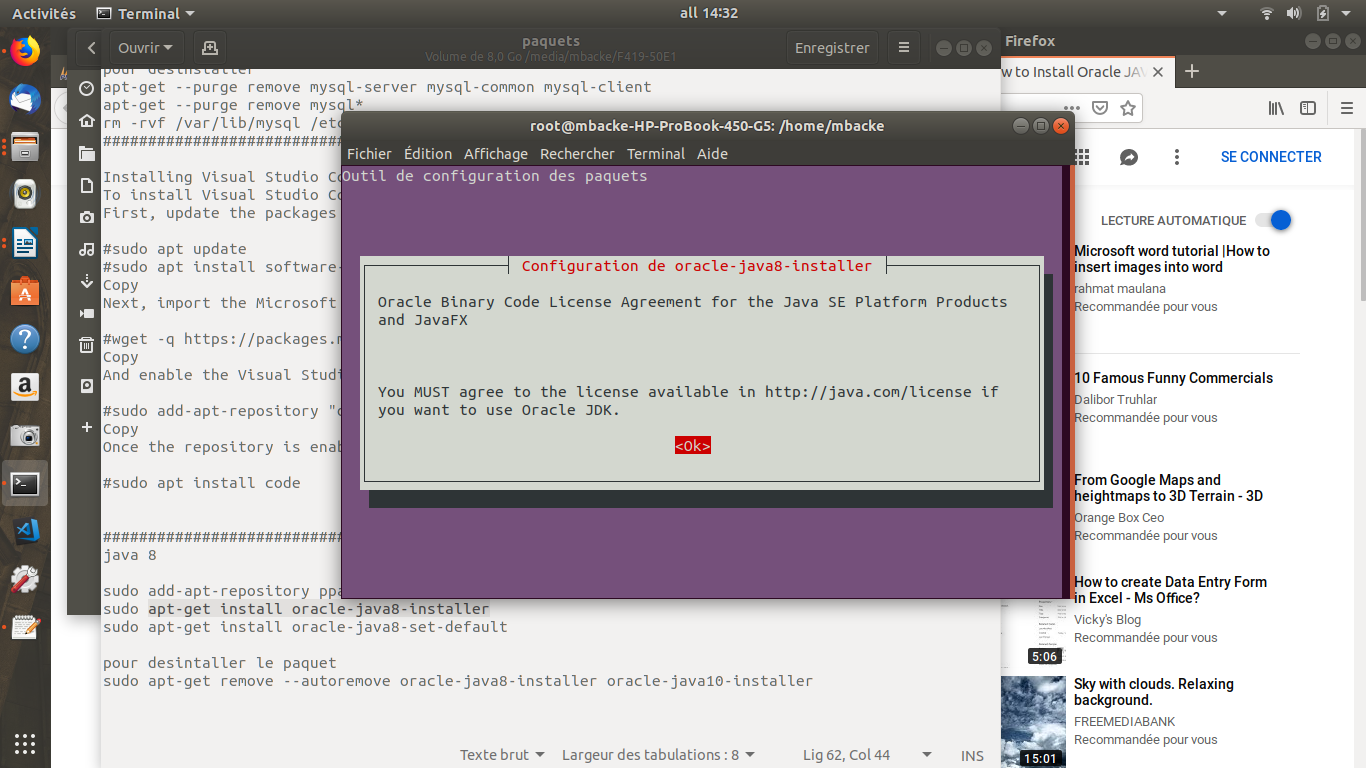 Activités
Terminal
all 14:32
Ouvrir
paquets
Volume de 8,0 Go /media/mbacke/F419-50E1
Enregistrer
Firefox
pour desinstaller
apt-get --purge remove mysql-server mysql-common mysql-client
apt-get --purge remove mysql*
rm -rvf /var/lib/mysql /etc
Installing Visual Studio Co
To install Visual Studio Co
First, update the packages
#sudo apt update
#sudo apt install software-
Copy
Next, import the Microsoft
#wget -q https://packages.m
Copy
And enable the Visual Studi
#sudo add-apt-repository "d
Copy
Once the repository is enab
#sudo apt install code
###########################
java 8
sudo add-apt-repository ppa
sudo apt-get install oracle-java8-installer
sudo apt-get install oracle-java8-set-default
pour desintaller le paquet
sudo apt-get remove --autoremove oracle-java8-installer oracle-java10-installer
Texte brut
Largeur des tabulations : 8
Lig 62, Col 44
INS
root@mbacke-HP-ProBook-450-G5: /home/mbacke
Fichier Édition Affichage Rechercher Terminal Aide
Outil de configuration des paquets
Configuration de oracle-java8-installer
Oracle Binary Code License Agreement for the Java SE Platform Products
and JavaFX
You MUST agree to the license available in http://java.com/license if
you want to use Oracle JDK.
<Ok>
w to Install Oracle JAV
SE CONNECTER
LECTURE AUTOMATIQUE
Microsoft word tutorial |How to
insert images into word
rahmat maulana
Recommandée pour vous
10 Famous Funny Commercials
Dalibor Truhlar
Recommandée pour vous
From Google Maps and
heightmaps to 3D Terrain - 3D
Orange Box Ceo
Recommandée pour vous
How to create Data Entry Form
in Excel - Ms Office?
Vicky's Blog
Recommandée pour vous
5:06
Sky with clouds. Relaxing
background.
FREEMEDIABANK
Recommandée pour vous
15:01